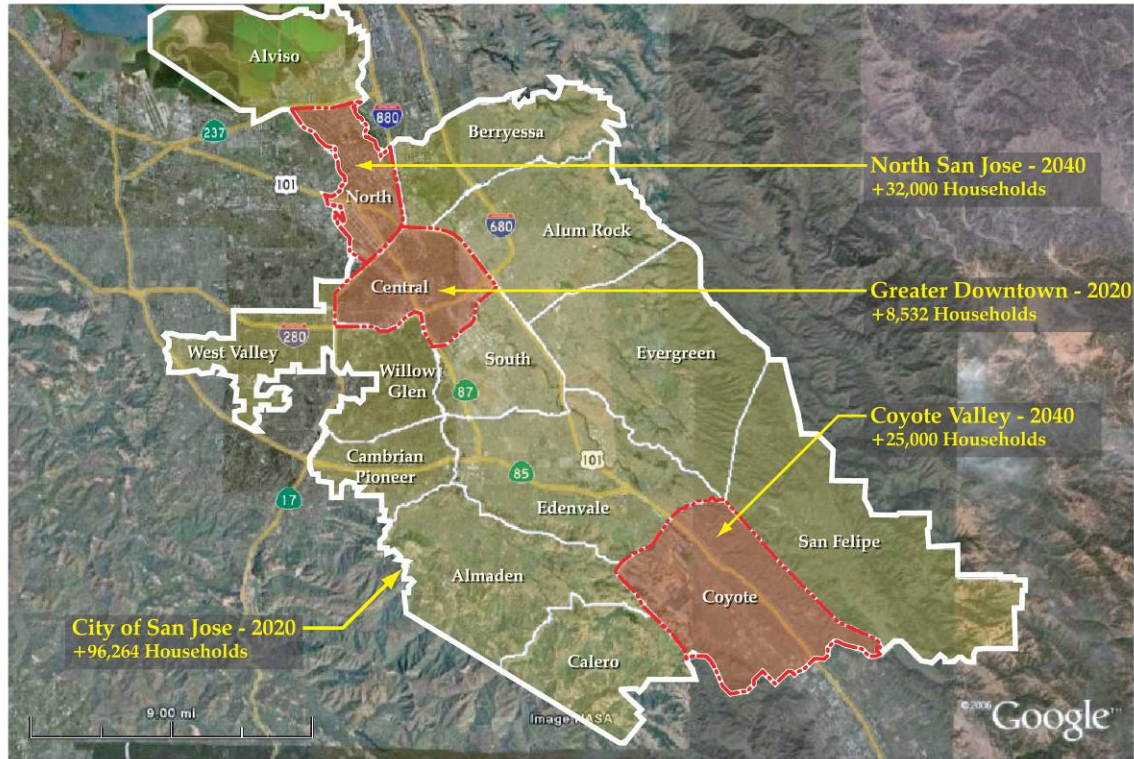 Alviso
880
Berryessa
237
North San Jose - 2040
+32,000 Households
101
North
680
Alum Rock
Central
Greater Downtown - 2020
+8,532 Households
280
West Valley
South
Evergreen
Willow
Glen
87
Coyote Valley - 2040
+25,000 Households
Cambrian
Pioneer
101
85
17
Edenvale
San Felipe
Almaden
Coyote
City of San Jose - 2020
+96,264 Households
Calero
9.00 mi
Image NASA
©2006 Google™